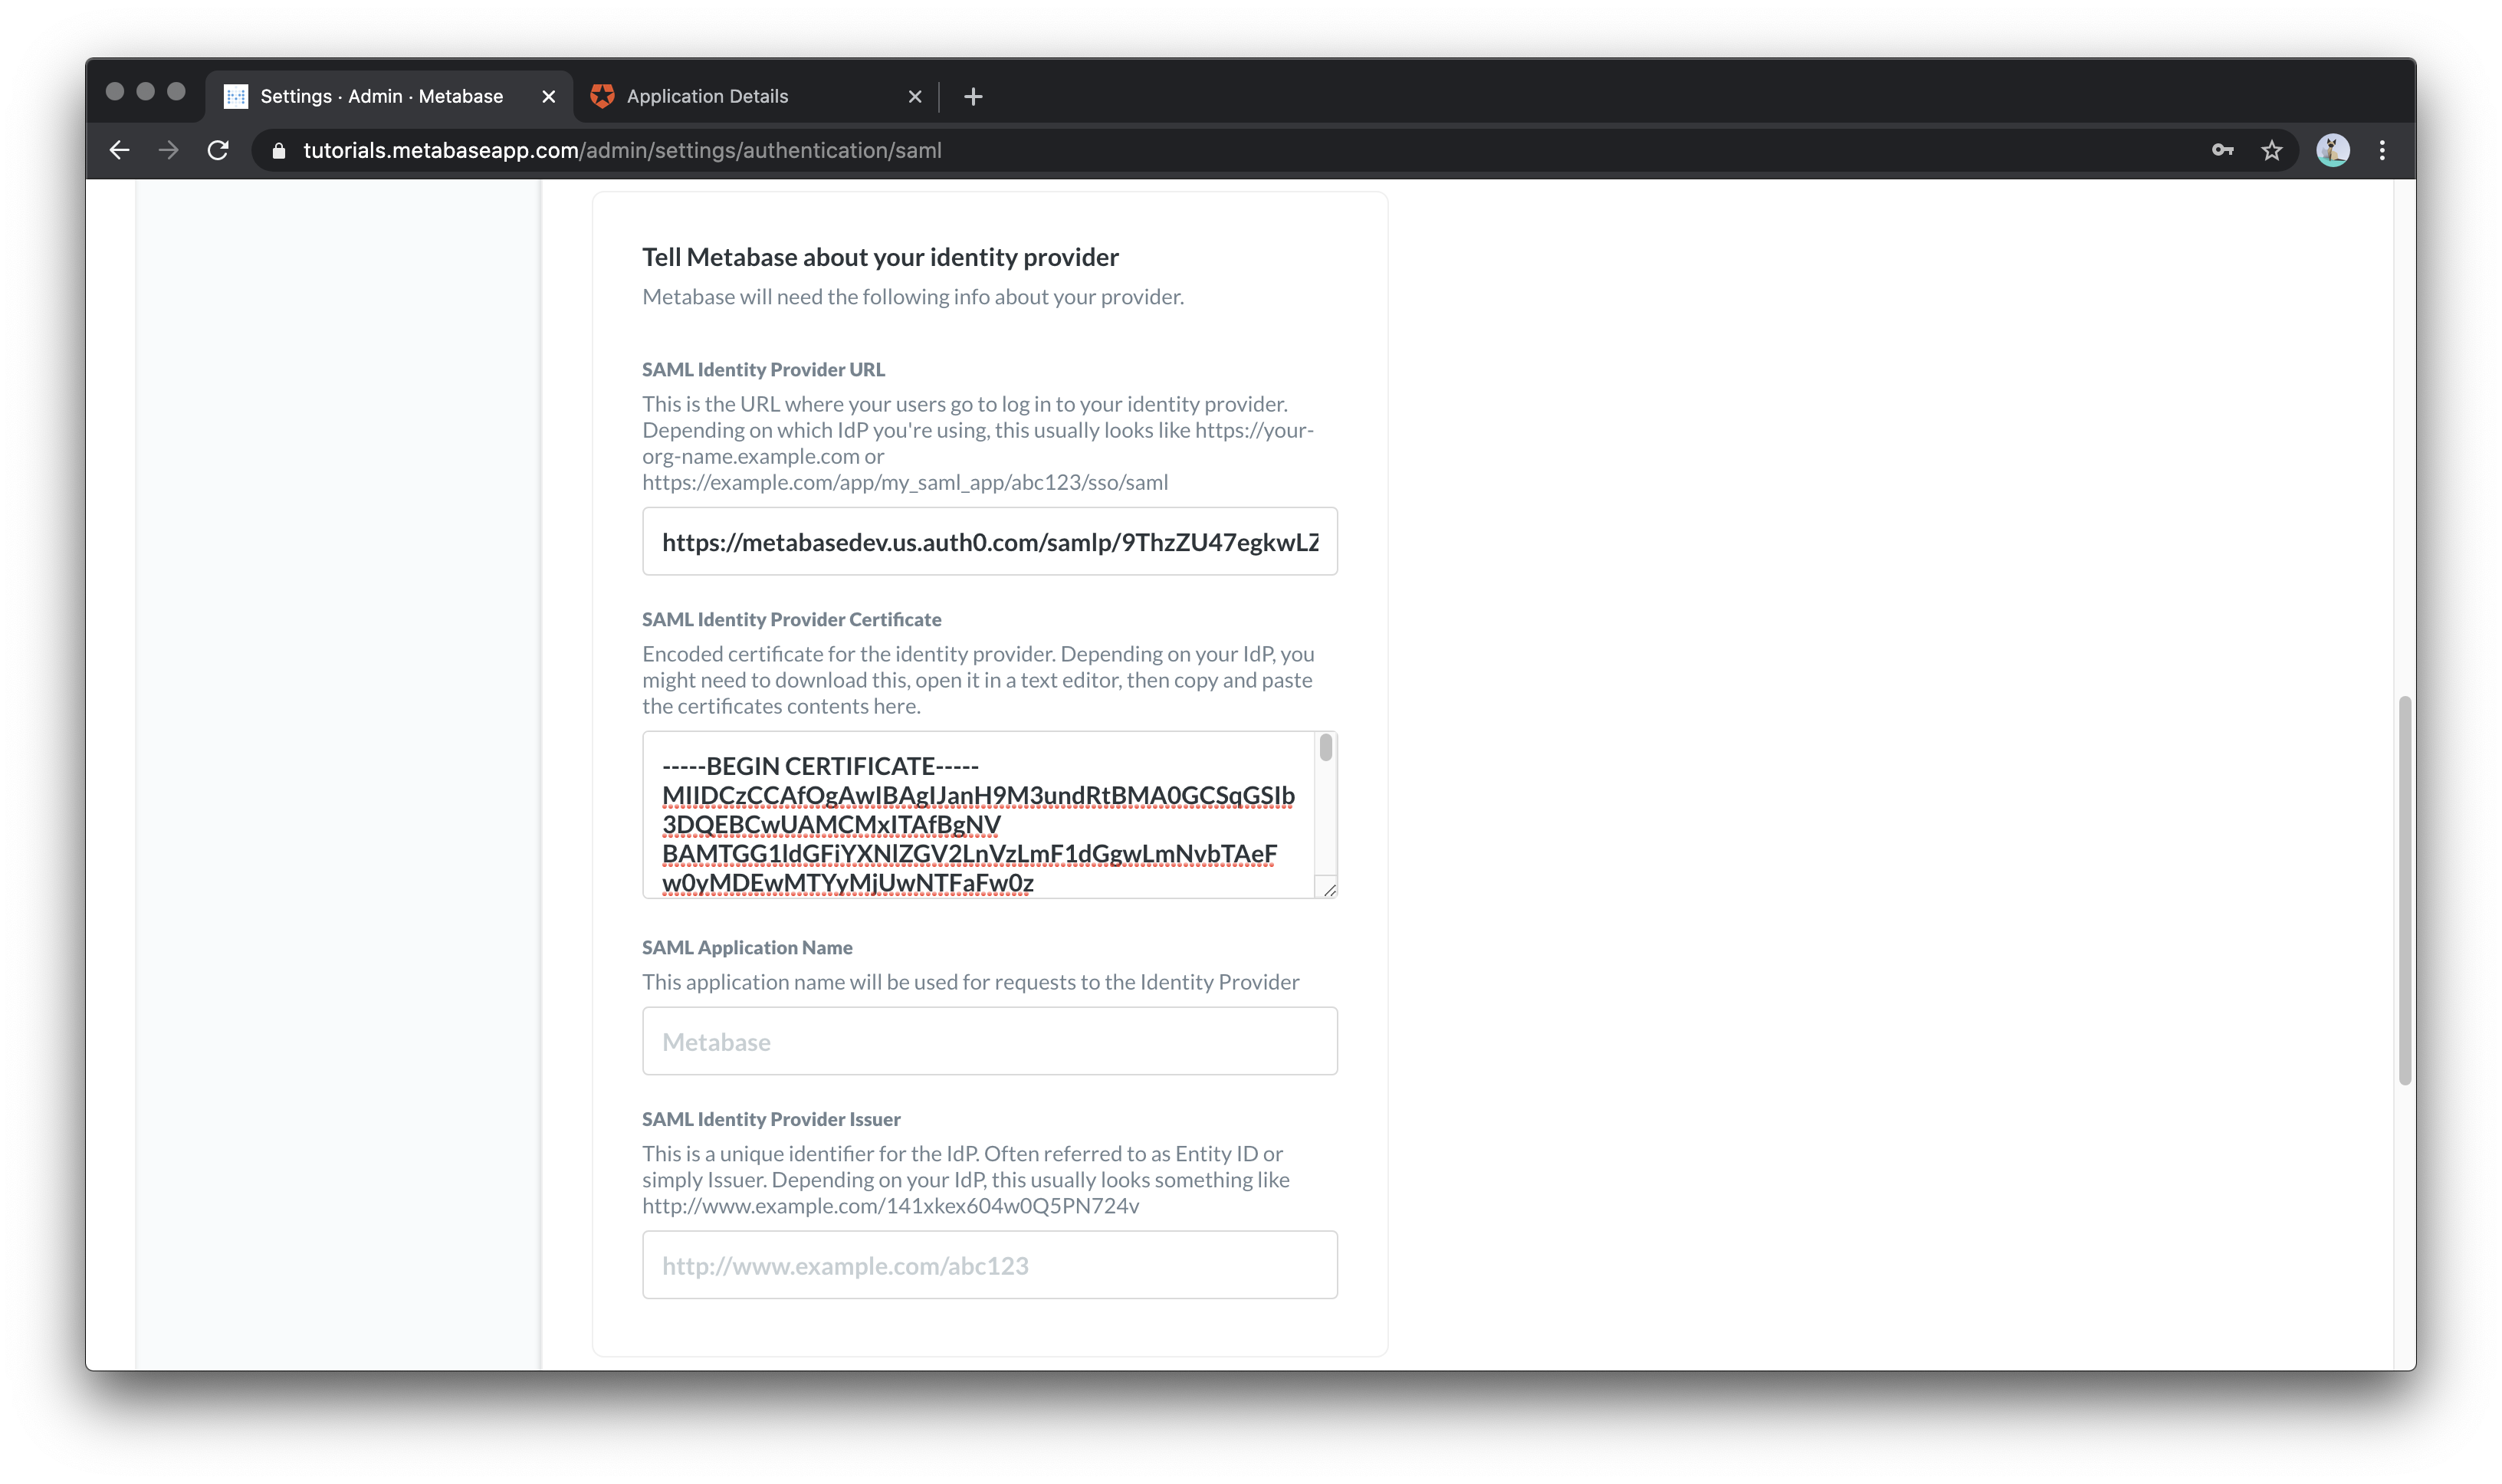 Settings · Admin · Metabase
Application Details
tutorials.metabaseapp.com/admin/settings/authentication/saml
Tell Metabase about your identity provider
Metabase will need the following info about your provider.
SAML Identity Provider URL
This is the URL where your users go to log in to your identity provider.
Depending on which IdP you're using, this usually looks like https://your-
org-name.example.com or
https://example.com/app/my_saml_app/abc123/sso/saml
https://metabasedev.us.auth0.com/samlp/9ThzZU47egkwLZ
SAML Identity Provider Certificate
Encoded certificate for the identity provider. Depending on your IdP, you
might need to download this, open it in a text editor, then copy and paste
the certificates contents here.
-----BEGIN CERTIFICATE-----
MIIDCzCCAfOgAwIBAgIJanH9M3undRtBMA0GCSqGSIb
3DQEBCwUAMCMxITAfBgNV
BAMTGG1ldGFiYXNlZGV2LnVzLmF1dGgwLmNvbTAeF
w0yMDEwMTYyMjUwNTFaFw0z
SAML Application Name
This application name will be used for requests to the Identity Provider
Metabase
SAML Identity Provider Issuer
This is a unique identifier for the IdP. Often referred to as Entity ID or
simply Issuer. Depending on your IdP, this usually looks something like
http://www.example.com/141xkex604w0Q5PN724v
http://www.example.com/abc123